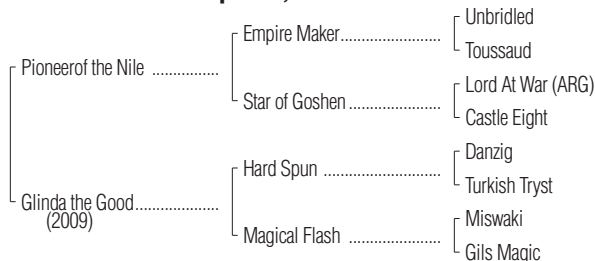 Unbridled
Empire Maker.....................
Toussaud
Pioneerof the Nile ................
Lord At War (ARG)
Star of Goshen......................
Castle Eight
Danzig
Hard Spun ...........................
Turkish Tryst
Glinda the Good....................
(2009)
Miswaki
Magical Flash ......................
Gils Magic